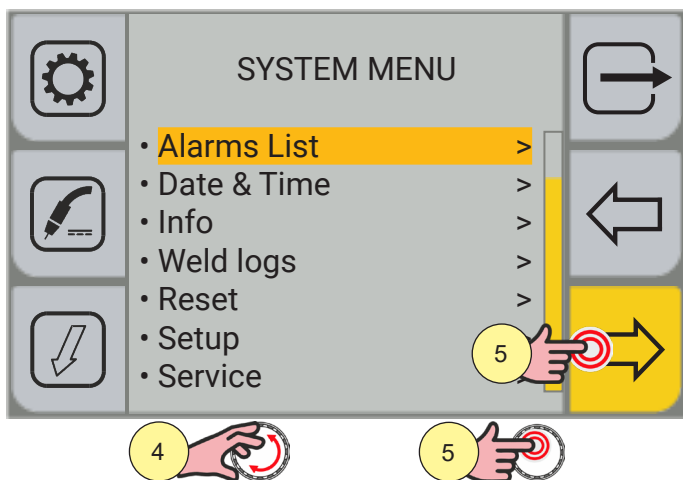 SYSTEM MENU
· Alarms List >
· Date & Time >
· Info >
· Weld logs >
· Reset >
· Setup
5
· Service >
4
5